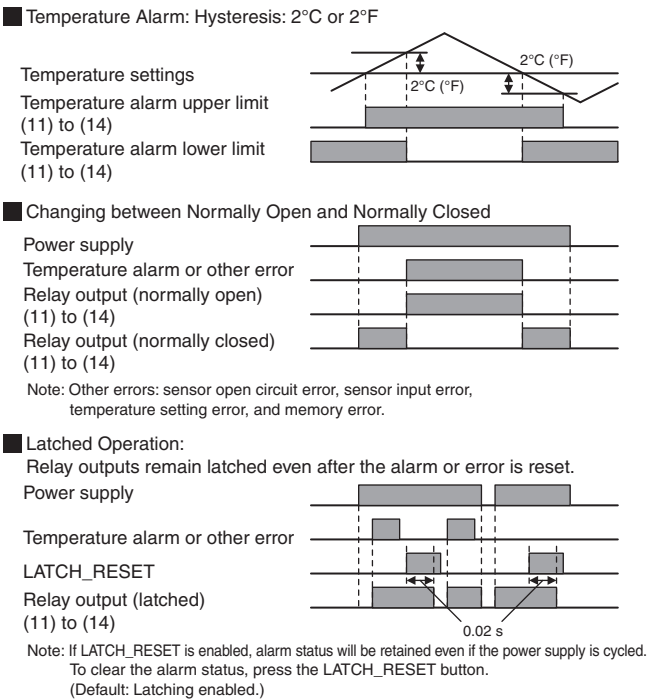 Temperature Alarm: Hysteresis: 2°C or 2°F
2°C (°F)
Temperature settings
2°C (°F)
Temperature alarm upper limit
(11) to (14)
Temperature alarm lower limit
(11) to (14)
Changing between Normally Open and Normally Closed
Power supply
Temperature alarm or other error
Relay output (normally open)
(11) to (14)
Relay output (normally closed)
(11) to (14)
Note: Other errors: sensor open circuit error, sensor input error,
temperature setting error, and memory error.
Latched Operation:
Relay outputs remain latched even after the alarm or error is reset.
Power supply
Temperature alarm or other error
LATCH_RESET
Relay output (latched)
(11) to (14)
0.02 s
Note: If LATCH_RESET is enabled, alarm status will be retained even if the power supply is cycled.
To clear the alarm status, press the LATCH_RESET button.
(Default: Latching enabled.)